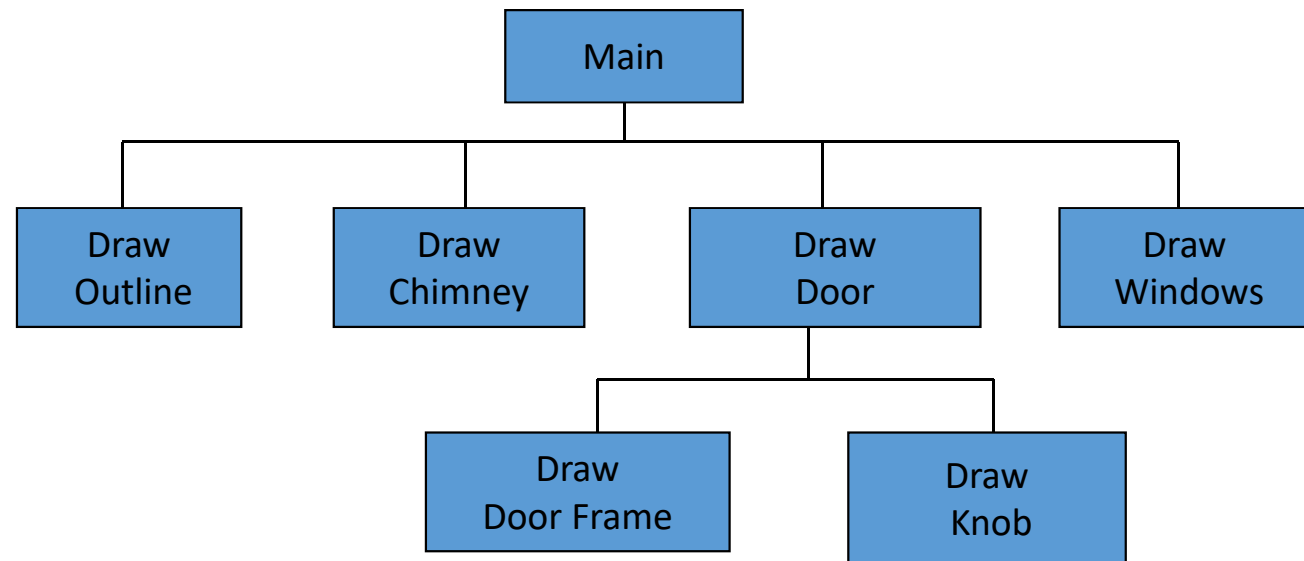 Main
Draw
Outline
Draw
Chimney
Draw
Door
Draw
Windows
Draw
Door Frame
Draw
Knob